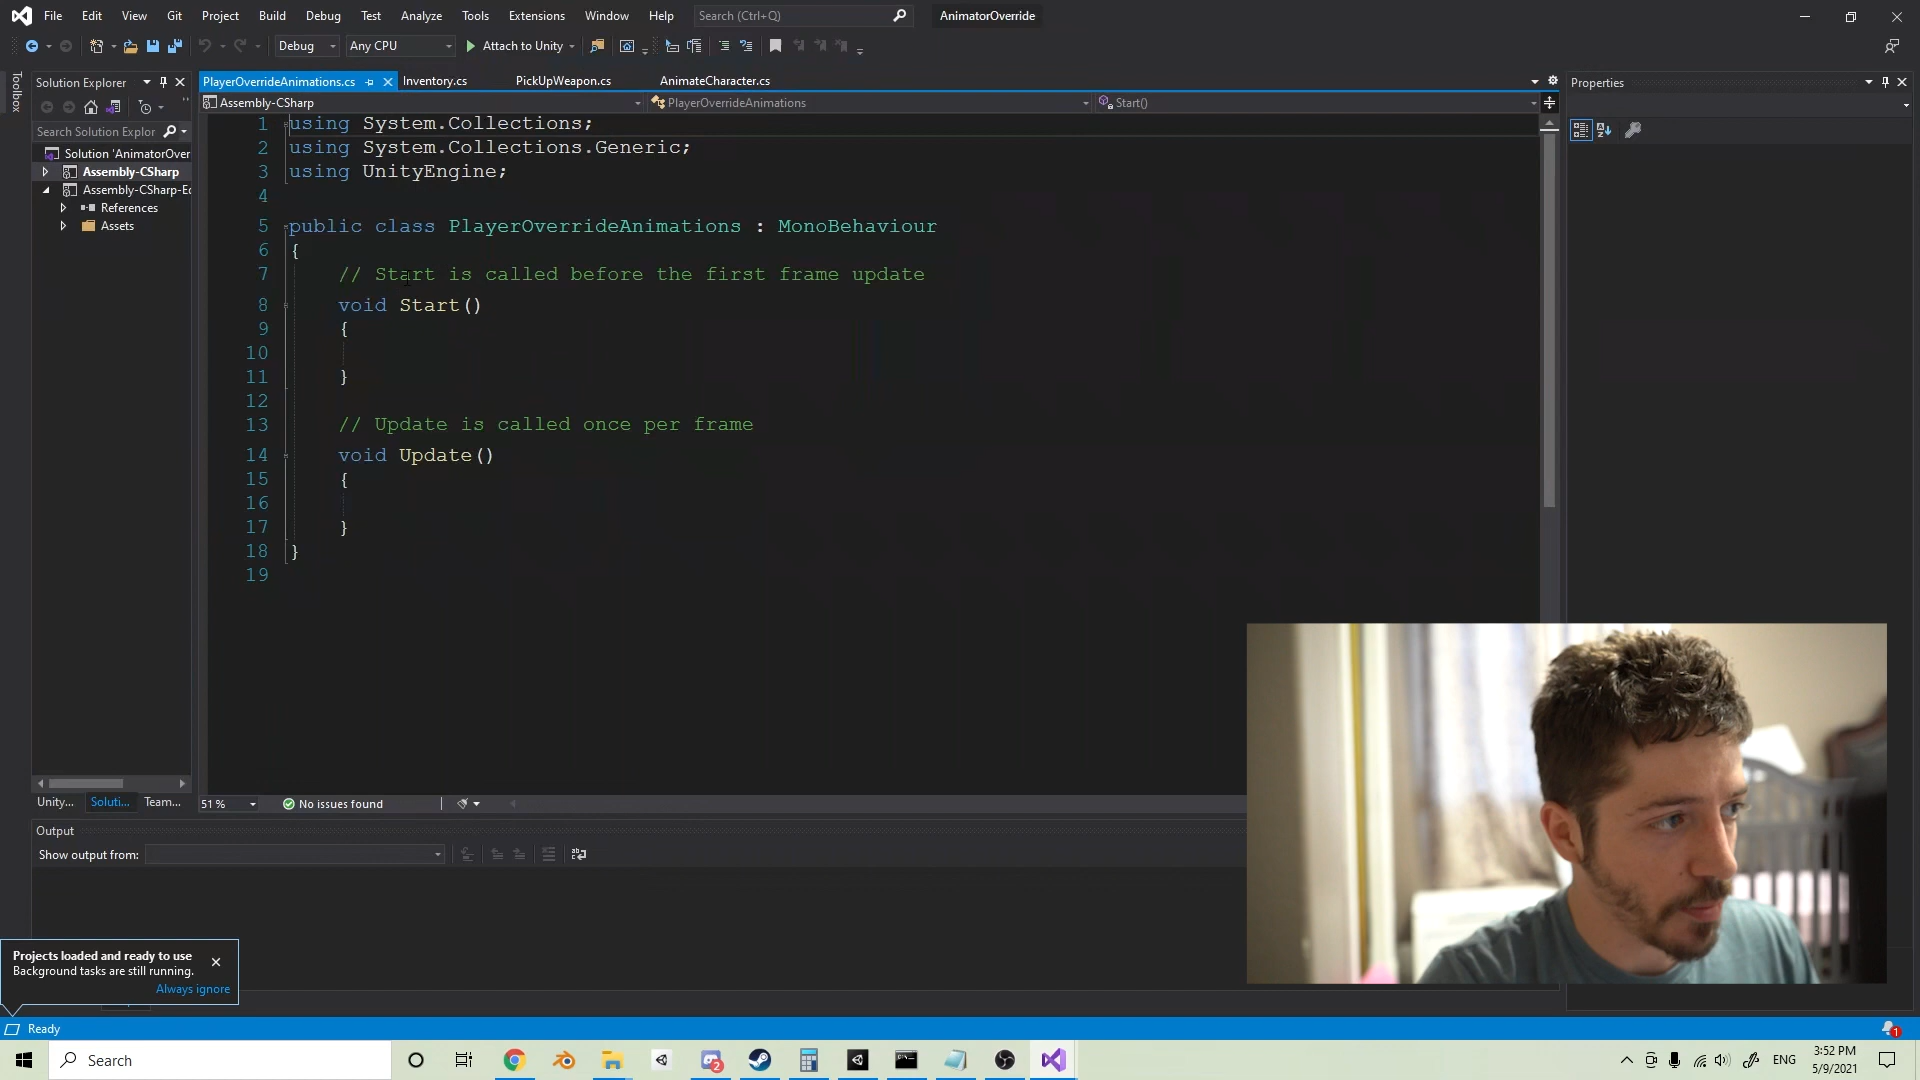 File Edit View Git Project Build Debug Test Analyze Tools Extensions Window Help Search (Ctrl+Q) AnimatorOverride
Debug Any CPU Attach to Unity
Toolbox
Solution Explorer
Search Solution Explor
Solution 'AnimatorOver
Assembly-CSharp
Assembly-CSharp-Ec
References
Assets
Unity... Soluti... Team...
PlayerOverrideAnimations.cs Inventory.cs PickUpWeapon.cs AnimateCharacter.cs
Assembly-CSharp PlayerOverrideAnimations Start()
1 using System.Collections;
2 using System.Collections.Generic;
3 using UnityEngine;
4
5 public class PlayerOverrideAnimations : MonoBehaviour
6 {
7 // Start is called before the first frame update
8 void Start()
9 {
10
11 }
12
13 // Update is called once per frame
14 void Update()
15 {
16
17 }
18 }
19
51 % No issues found
Properties
Output
Show output from:
Projects loaded and ready to use
Background tasks are still running.
Always ignore
Ready
1
Search
2
ENG
3:52 PM
5/9/2021